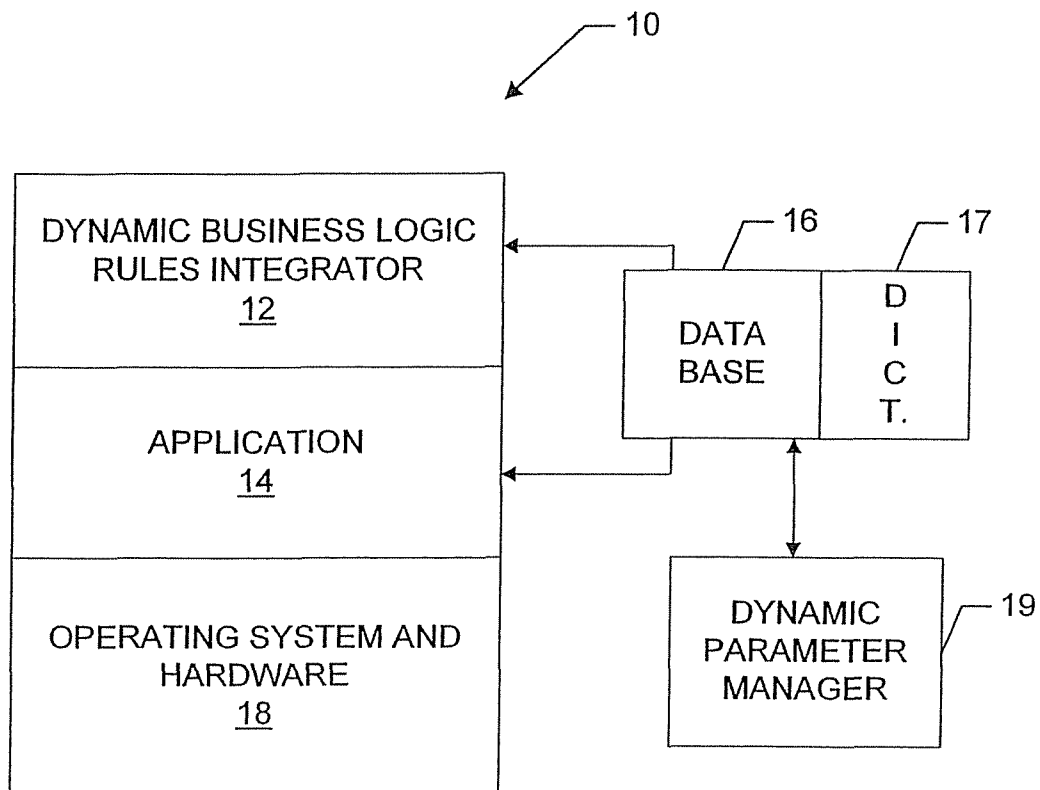 10
DYNAMIC BUSINESS LOGIC
RULES INTEGRATOR
12
APPLICATION
14
OPERATING SYSTEM AND
HARDWARE
18
16
17
DATA
BASE
D
I
C
T.
DYNAMIC
PARAMETER
MANAGER
19